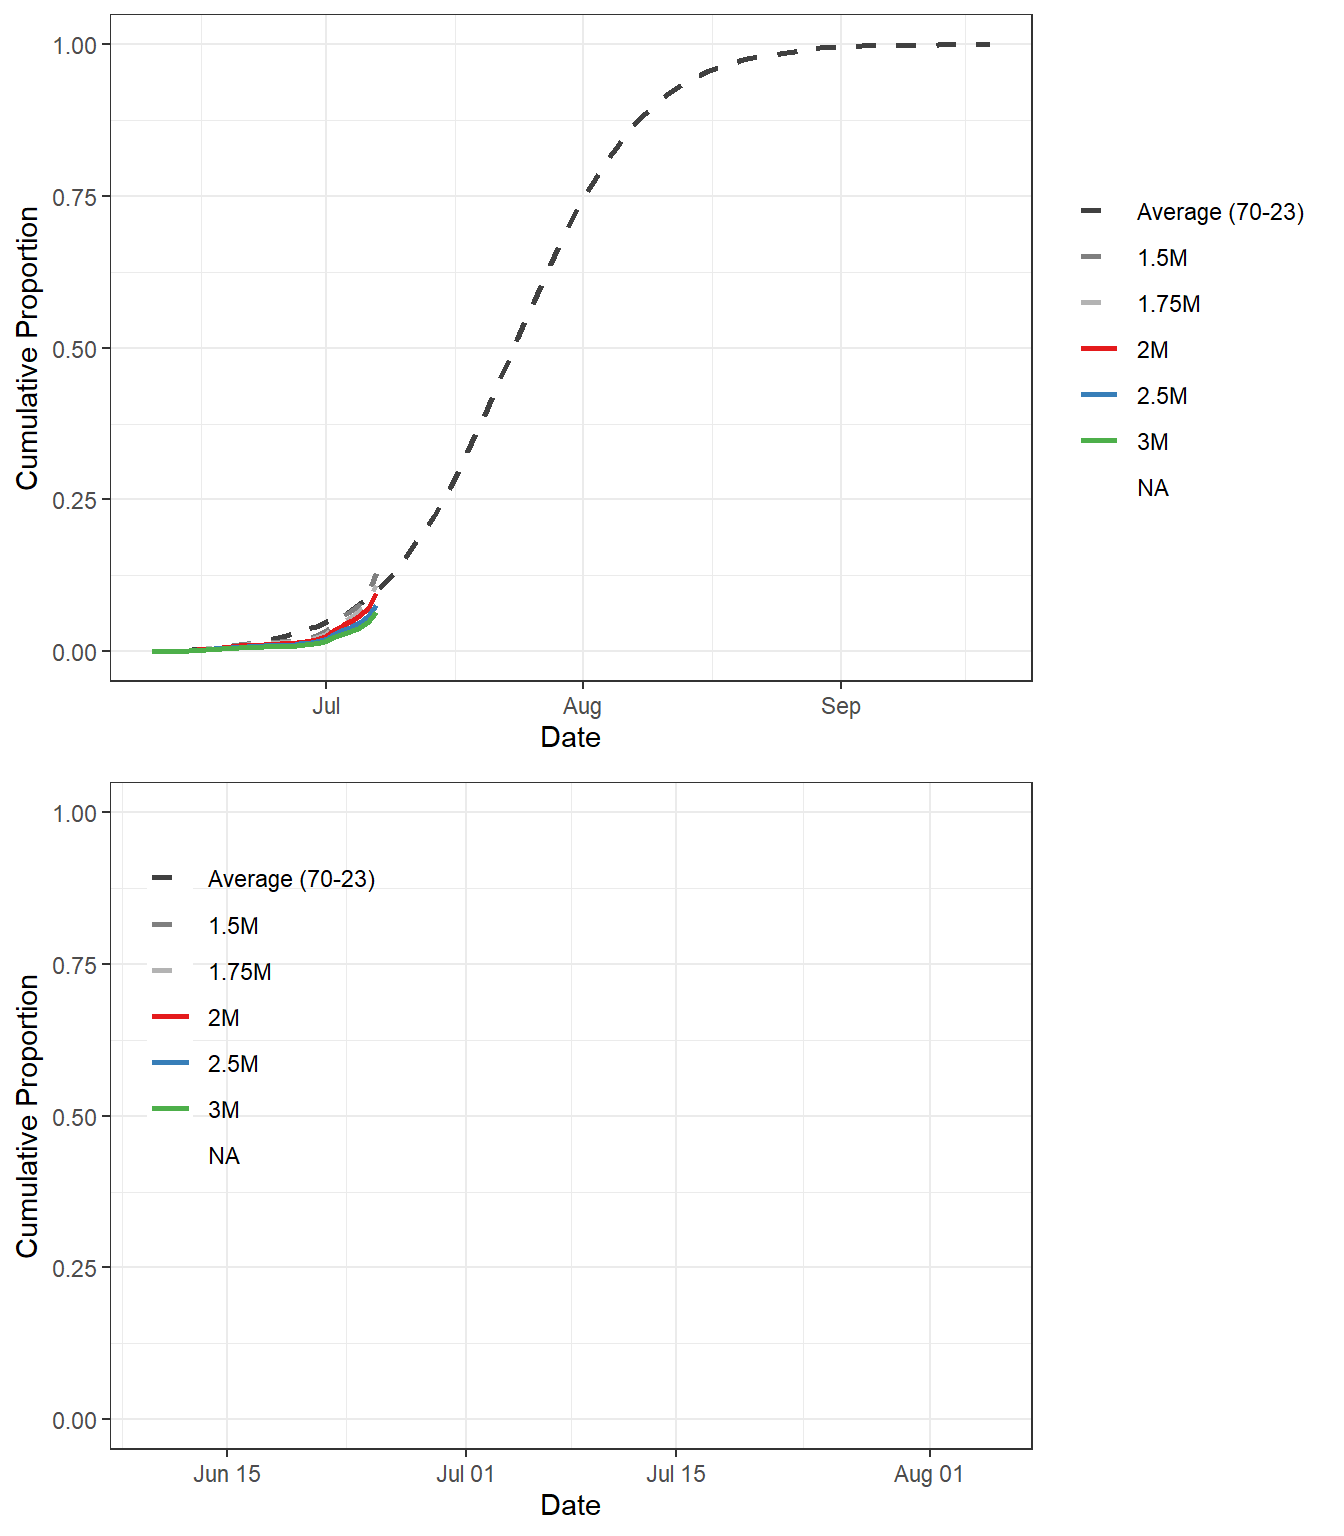 1.00
0.75
0.50
0.25
0.00
Cumulative Proportion
Jul
Aug
Sep
Date
Average (70-23)
1.5M
1.75M
2M
2.5M
3M
NA
1.00
0.75
0.50
0.25
0.00
Cumulative Proportion
Average (70-23)
1.5M
1.75M
2M
2.5M
3M
NA
Jun 15
Jul 01
Jul 15
Aug 01
Date